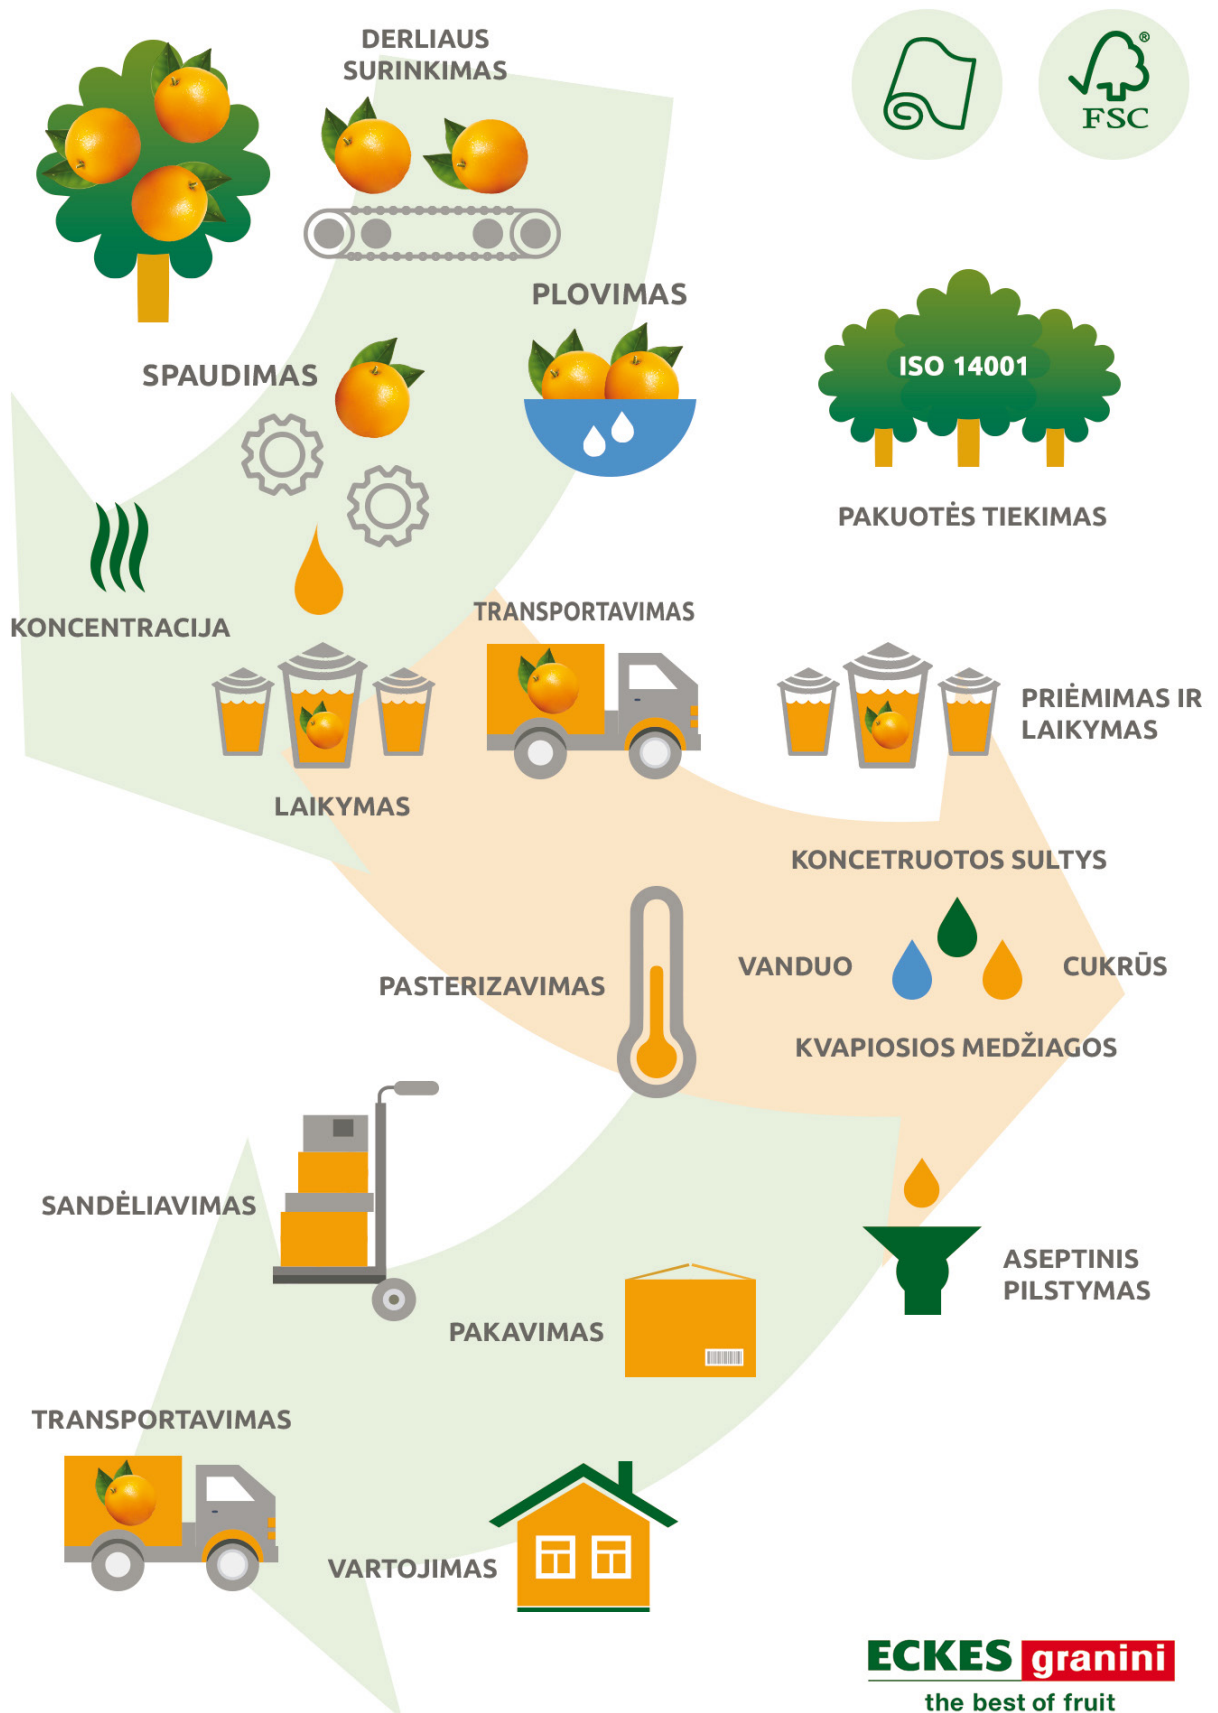 DERLIAUS
SURINKIMAS
®
FSC
PLOVIMAS
SPAUDIMAS
ISO 14001
PAKUOTĖS TIEKIMAS
KONCENTRACIJA
TRANSPORTAVIMAS
PRIĖMIMAS IR
LAIKYMAS
LAIKYMAS
KONCETRUOTOS SULTYS
VANDUO
CUKRŪS
PASTERIZAVIMAS
KVAPIOSIOS MEDŽIAGOS
SANDĖLIAVIMAS
ASEPTINIS
PILSTYMAS
PAKAVIMAS
TRANSPORTAVIMAS
VARTOJIMAS
ECKES granini
the best of fruit